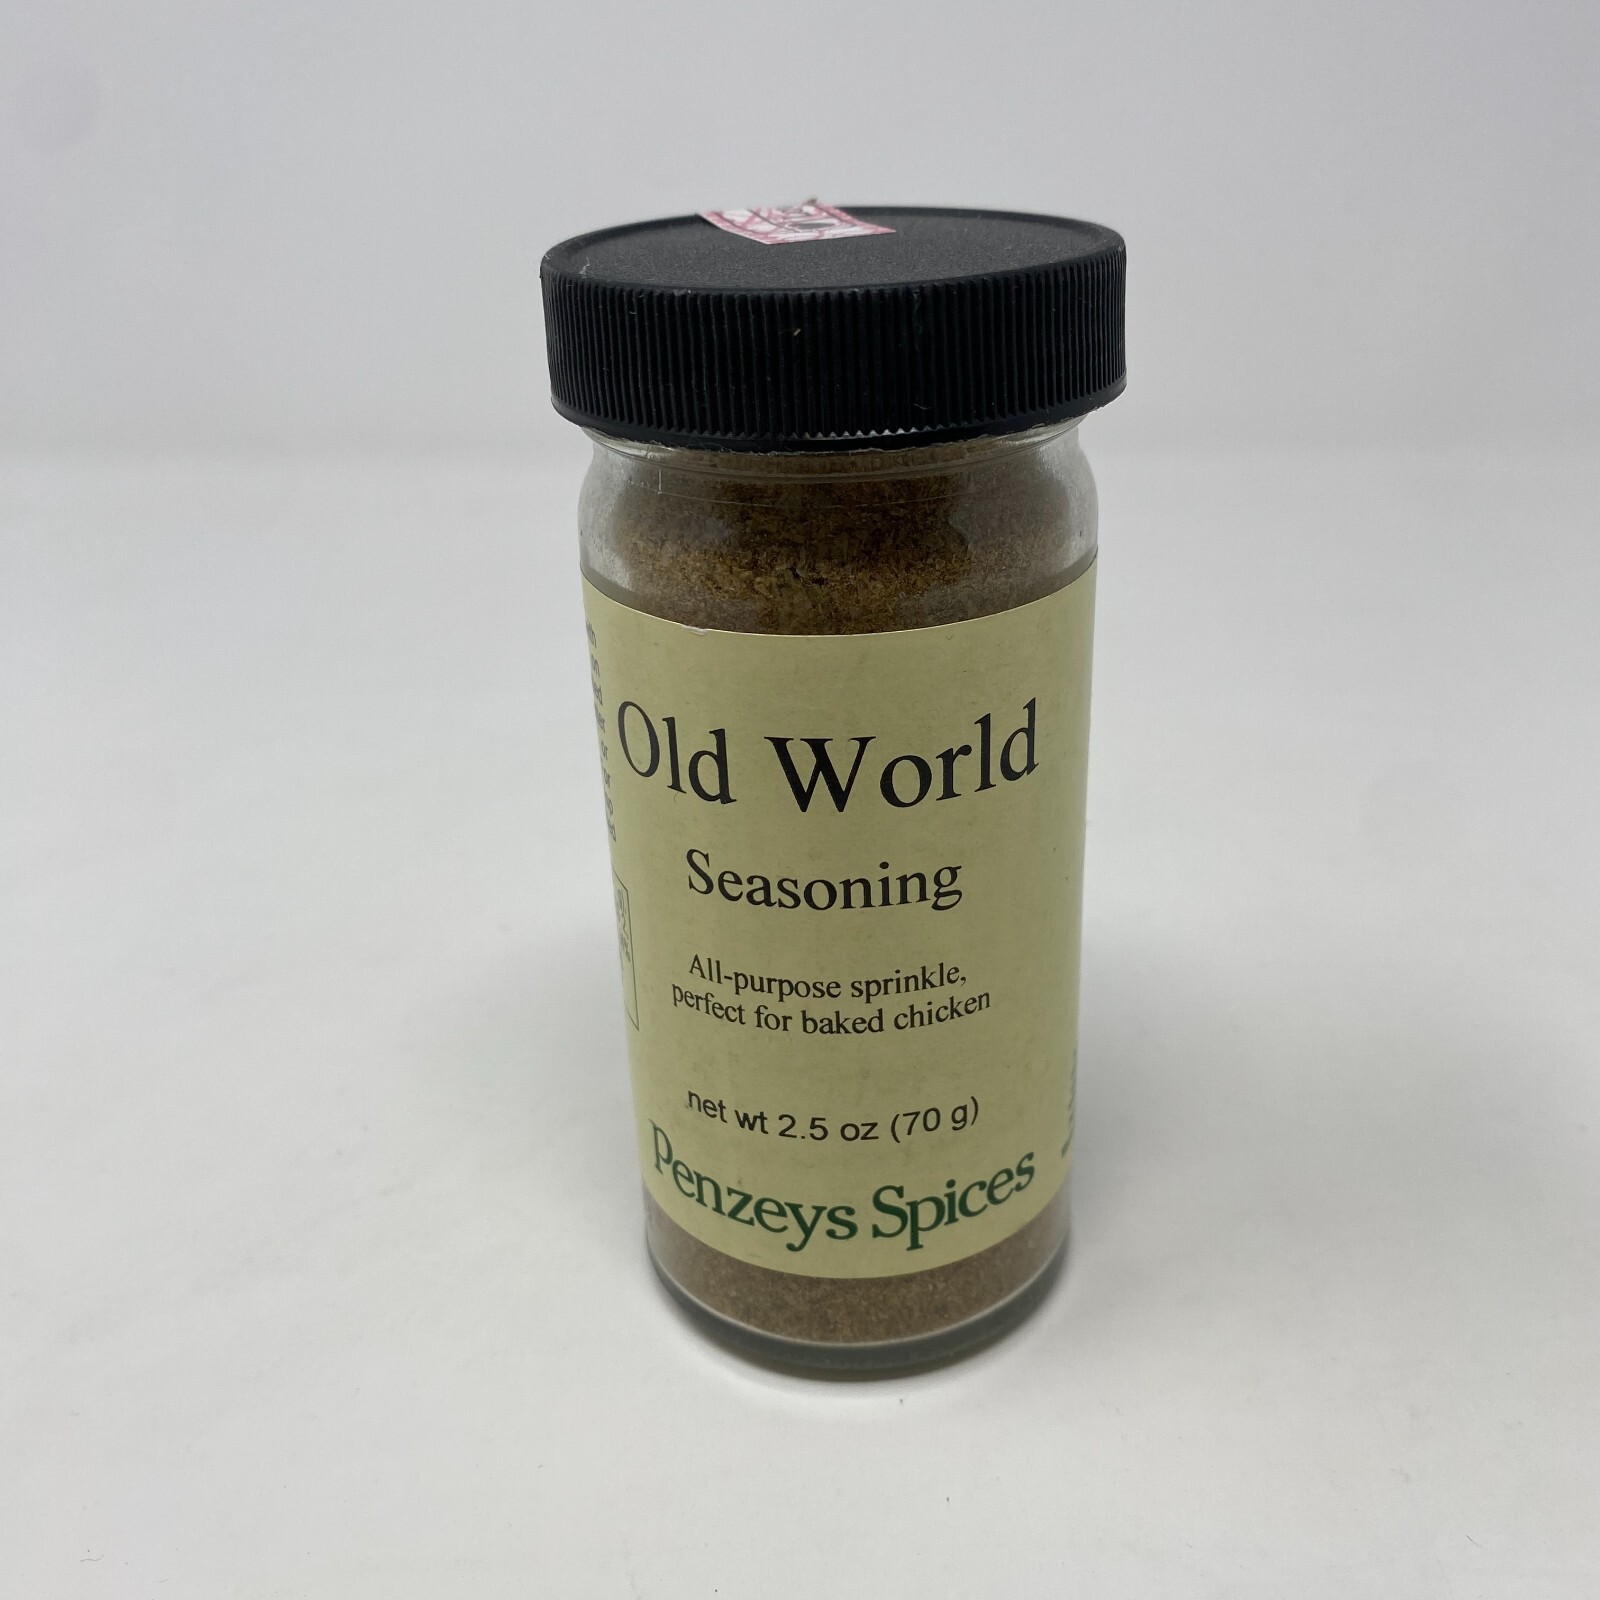 Old World
Seasoning
All-purpose sprinkle,
perfect for baked chicken
net wt 2.5 oz (70 g)
Penzeys Spices